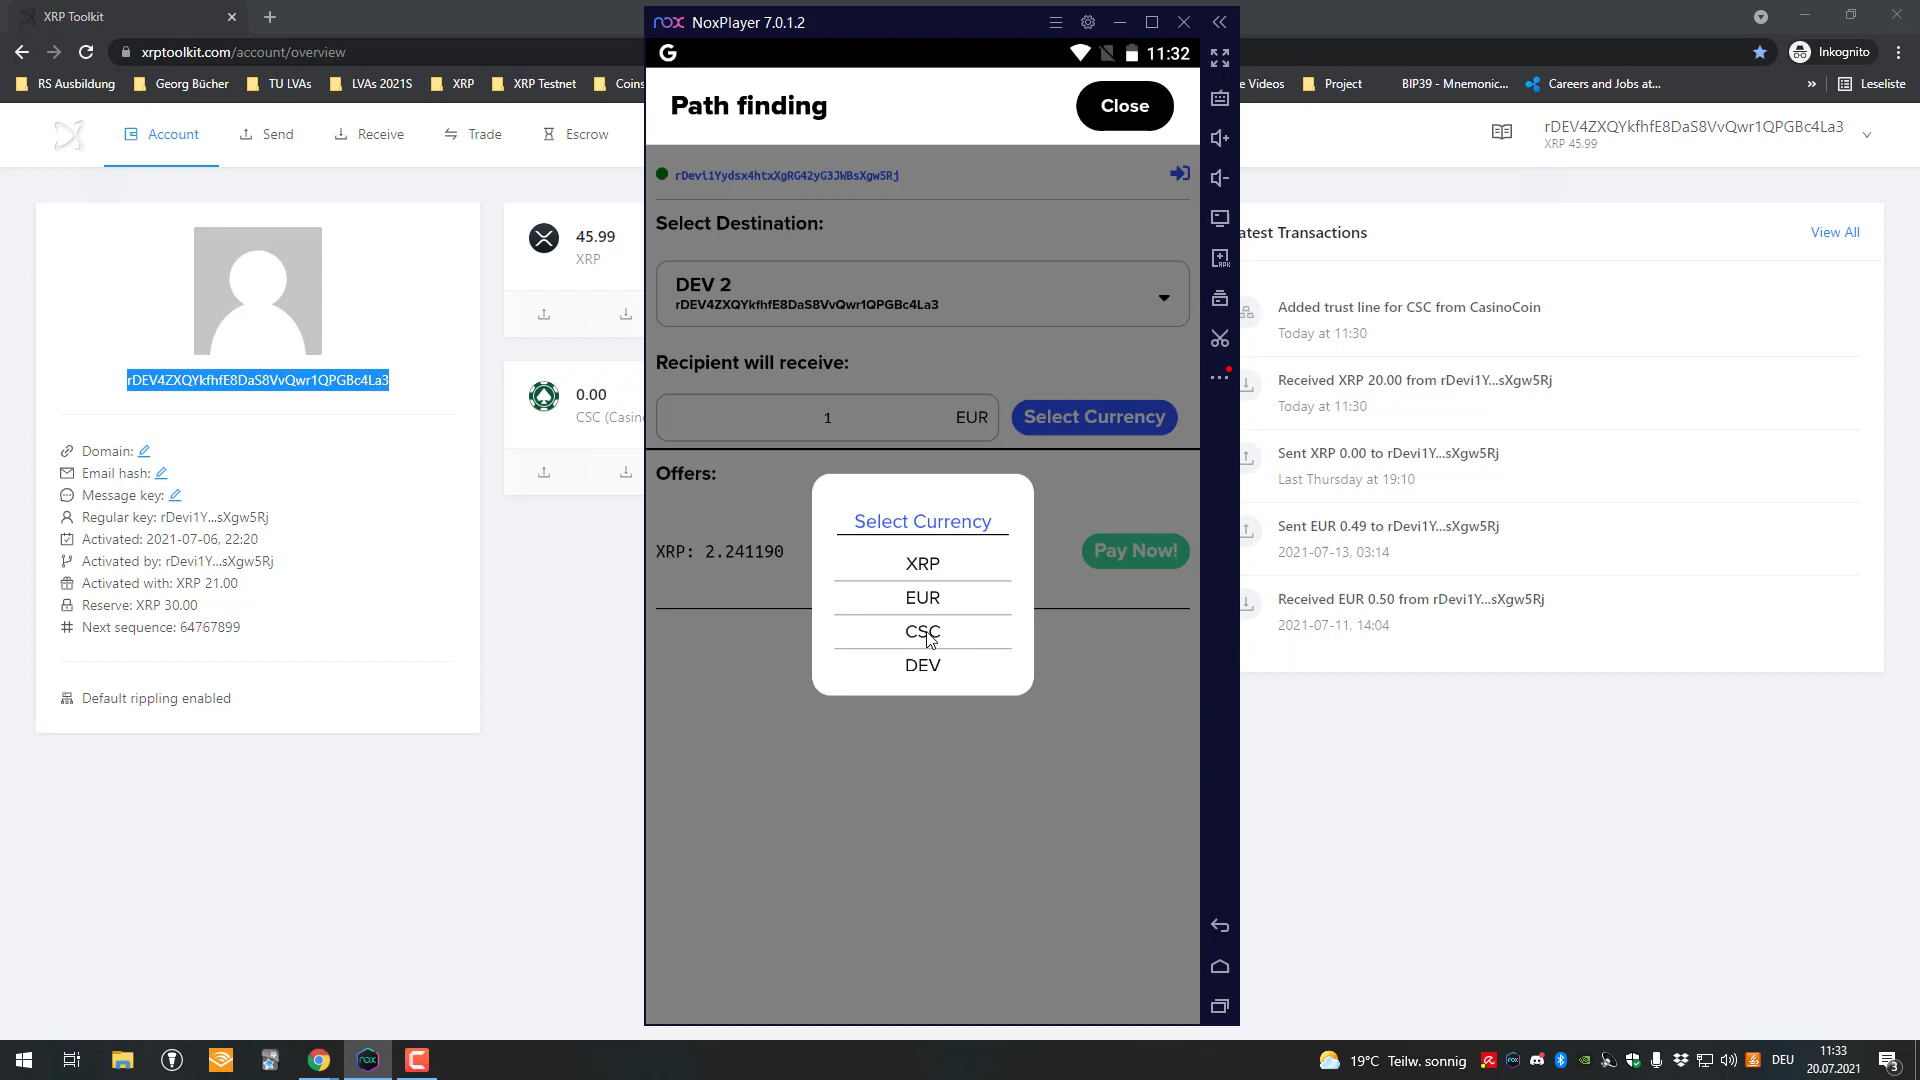 XRP Toolkit
xrptoolkit.com/account/overview
Inkognito
RS Ausbildung
Georg Bücher
TU LVAs
LVAs 2021S
XRP
XRP Testnet
Coins
e Videos
Project
BIP39 - Mnemonic...
Careers and Jobs at...
»
Leseliste
Account
Send
Receive
Trade
Escrow
rDEV4ZXQYkfhfE8DaS8VvQwr1QPGBc4La3
XRP 45.99
rDEV4ZXQYkfhfE8DaS8VvQwr1QPGBc4La3
Domain:
Email hash:
Message key:
Regular key: rDevi1Y...sXgw5Rj
Activated: 2021-07-06, 22:20
Activated by: rDevi1Y...sXgw5Rj
Activated with: XRP 21.00
Reserve: XRP 30.00
Next sequence: 64767899
Default rippling enabled
45.99
XRP
0.00
CSC (Casin
nox NoxPlayer 7.0.1.2
G
11:32
Path finding
Close
rDevi1Yydsx4htxXgRG42yG3JWBsXgw5Rj
Select Destination:
DEV 2
rDEV4ZXQYkfhfE8DaS8VvQwr1QPGBc4La3
Recipient will receive:
1
EUR
Select Currency
Offers:
XRP: 2.241190
Pay Now!
Select Currency
XRP
EUR
CSC
DEV
APK
atest Transactions
View All
Added trust line for CSC from CasinoCoin
Today at 11:30
Received XRP 20.00 from rDevi1Y...sXgw5Rj
Today at 11:30
Sent XRP 0.00 to rDevi1Y...sXgw5Rj
Last Thursday at 19:10
Sent EUR 0.49 to rDevi1Y...sXgw5Rj
2021-07-13, 03:14
Received EUR 0.50 from rDevi1Y...sXgw5Rj
2021-07-11, 14:04
nox
19°C Teilw. sonnig
DEU
11:33
20.07.2021
3